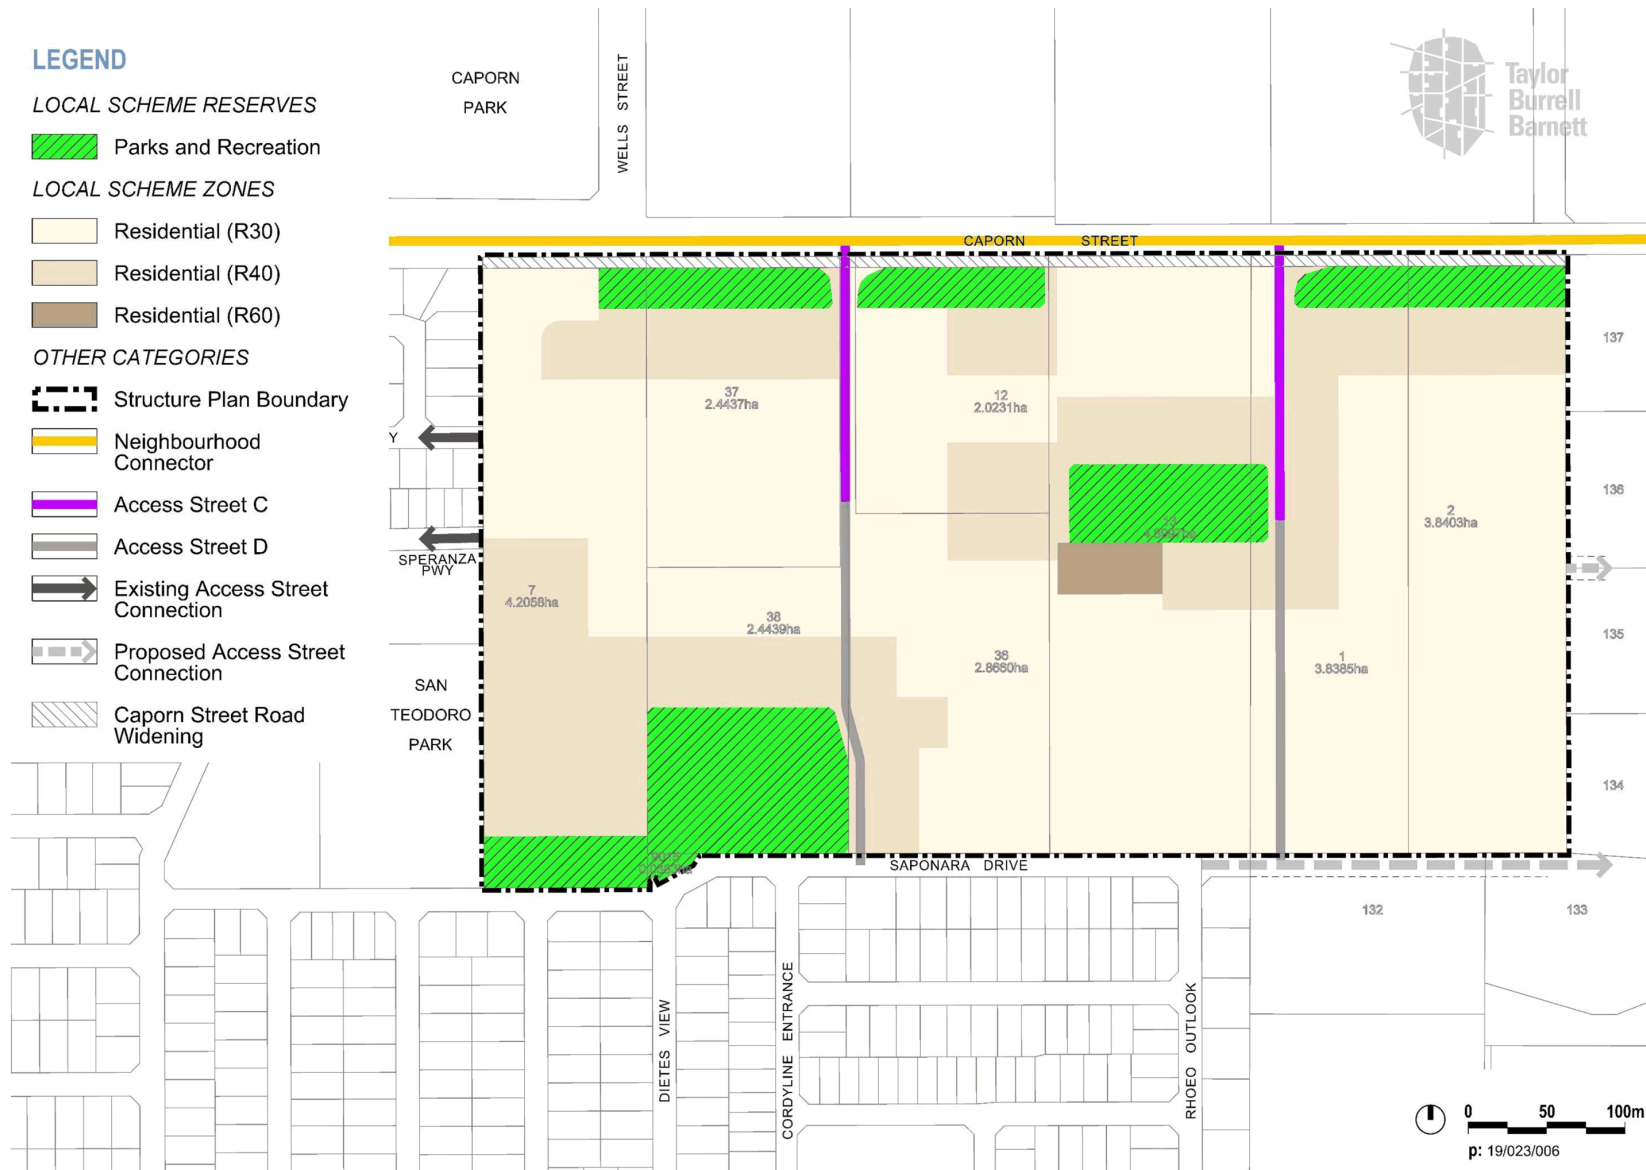 LEGEND
LOCAL SCHEME RESERVES
Parks and Recreation
LOCAL SCHEME ZONES
Residential (R30)
Residential (R40)
Residential (R60)
OTHER CATEGORIES
Structure Plan Boundary
Neighbourhood
Connector
Access Street C
Access Street D
Existing Access Street
Connection
Proposed Access Street
Connection
Caporn Street Road
Widening
CAPORN
PARK
WELLS STREET
Taylor
Burrell
Barnett
CAPORN STREET
137
37
2.4437ha
12
2.0231ha
Y
136
2
3.8403ha
SPERANZA
PWY
7
4.2058ha
38
2.4439ha
36
2.8660ha
1
3.8385ha
135
SAN
TEODORO
PARK
134
SAPONARA DRIVE
132
133
DIETES VIEW
CORDYLINE ENTRANCE
RHOEO OUTLOOK
0 50 100m
p: 19/023/006